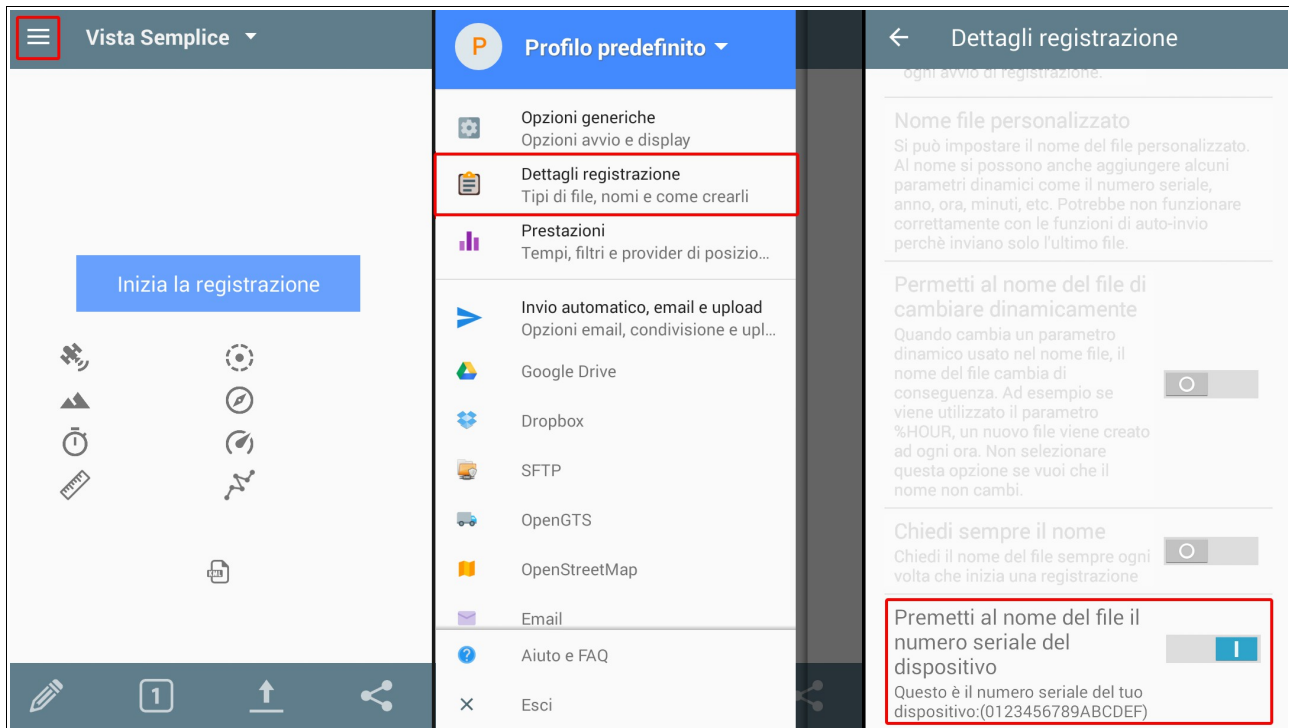 Vista Semplice
Inizia la registrazione
KML
1
P
Profilo predefinito
Opzioni generiche
Opzioni avvio e display
Dettagli registrazione
Tipi di file, nomi e come crearli
Prestazioni
Tempi, filtri e provider di posizio...
Invio automatico, email e upload
Opzioni email, condivisione e upl...
Google Drive
Dropbox
SFTP
OpenGTS
OpenStreetMap
Email
Aiuto e FAQ
Esci
Dettagli registrazione
ogni avvio di registrazione.
Nome file personalizzato
Si può impostare il nome del file personalizzato.
Al nome si possono anche aggiungere alcuni
parametri dinamici come il numero seriale,
anno, ora, minuti, etc. Potrebbe non funzionare
correttamente con le funzioni di auto-invio
perchè inviano solo l'ultimo file.
Permetti al nome del file di
cambiare dinamicamente
Quando cambia un parametro
dinamico usato nel nome file, il
nome del file cambia di
conseguenza. Ad esempio se
viene utilizzato il parametro
%HOUR, un nuovo file viene creato
ad ogni ora. Non selezionare
questa opzione se vuoi che il
nome non cambi.
Chiedi sempre il nome
Chiedi il nome del file sempre ogni
volta che inizia una registrazione
Premetti al nome del file il
numero seriale del
dispositivo
Questo è il numero seriale del tuo
dispositivo:(0123456789ABCDEF)